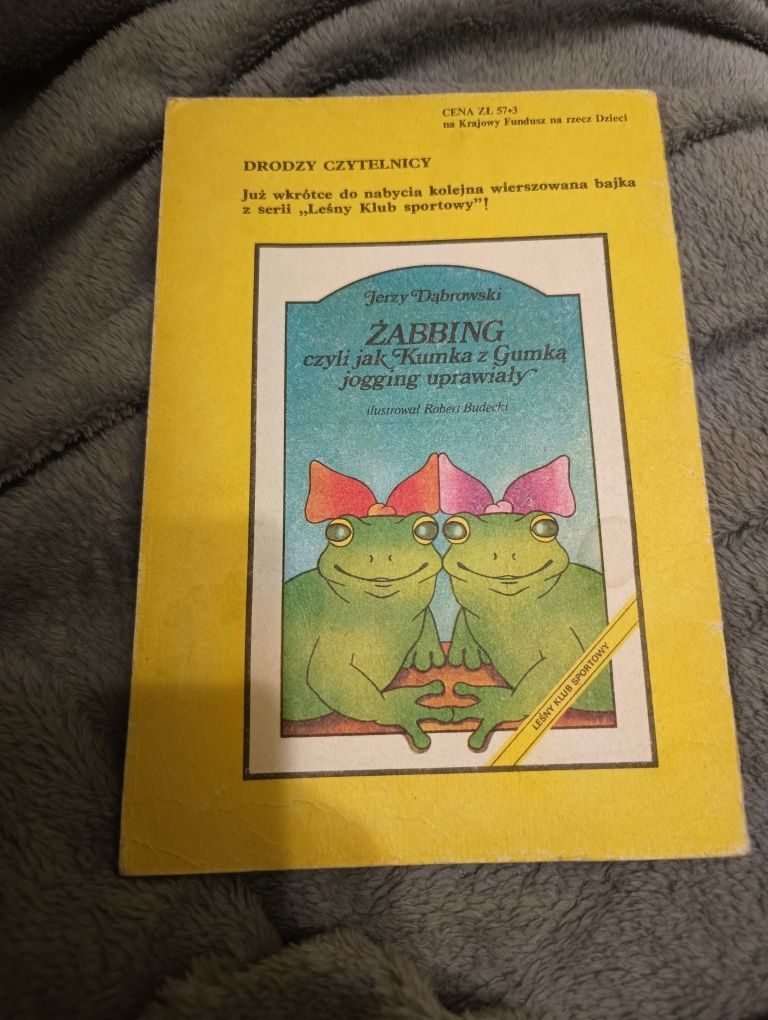 CENA ZŁ 57+3
na Krajowy Fundusz na rzecz Dzieci
DRODZY CZYTELNICY
Już wkrótce do nabycia kolejna wierszowana bajka
z serii „Leśny Klub sportowy"!
Jerzy Dąbrowski
ŻABBING
czyli jak Kumka z Gumką
jogging uprawiały
ilustrował Robert Budecki
LEŚNY KLUB SPORTOWY